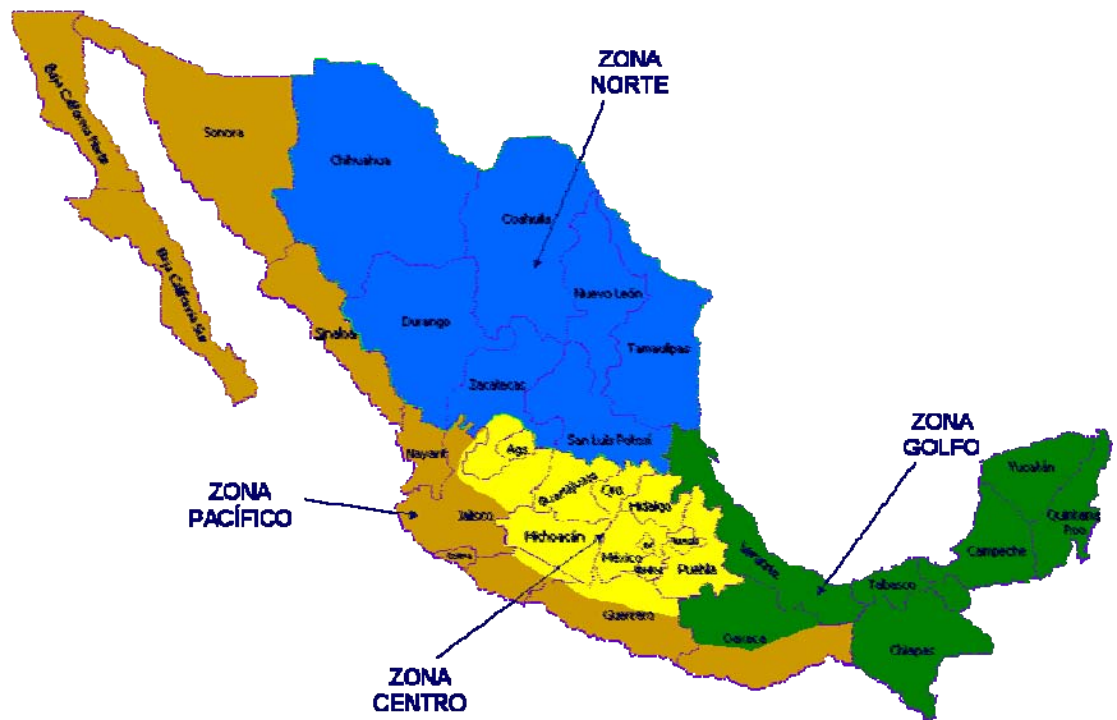 ZONA
NORTE
Baja California Norte
Sonora
Chihuahua
Coahuila
Baja California Sur
Nuevo León
Durango
Sinaloa
Tamaulipas
Zacatecas
San Luis Potosí
Ags.
Nayarit
ZONA
GOLFO
Yucatán
Quintana
Roo
Campeche
ZONA
PACÍFICO
Jalisco
Guanajuato
Qro.
Hidalgo
Michoacán
México
Puebla
Veracruz
Tabasco
Guerrero
Oaxaca
Chiapas
ZONA
CENTRO